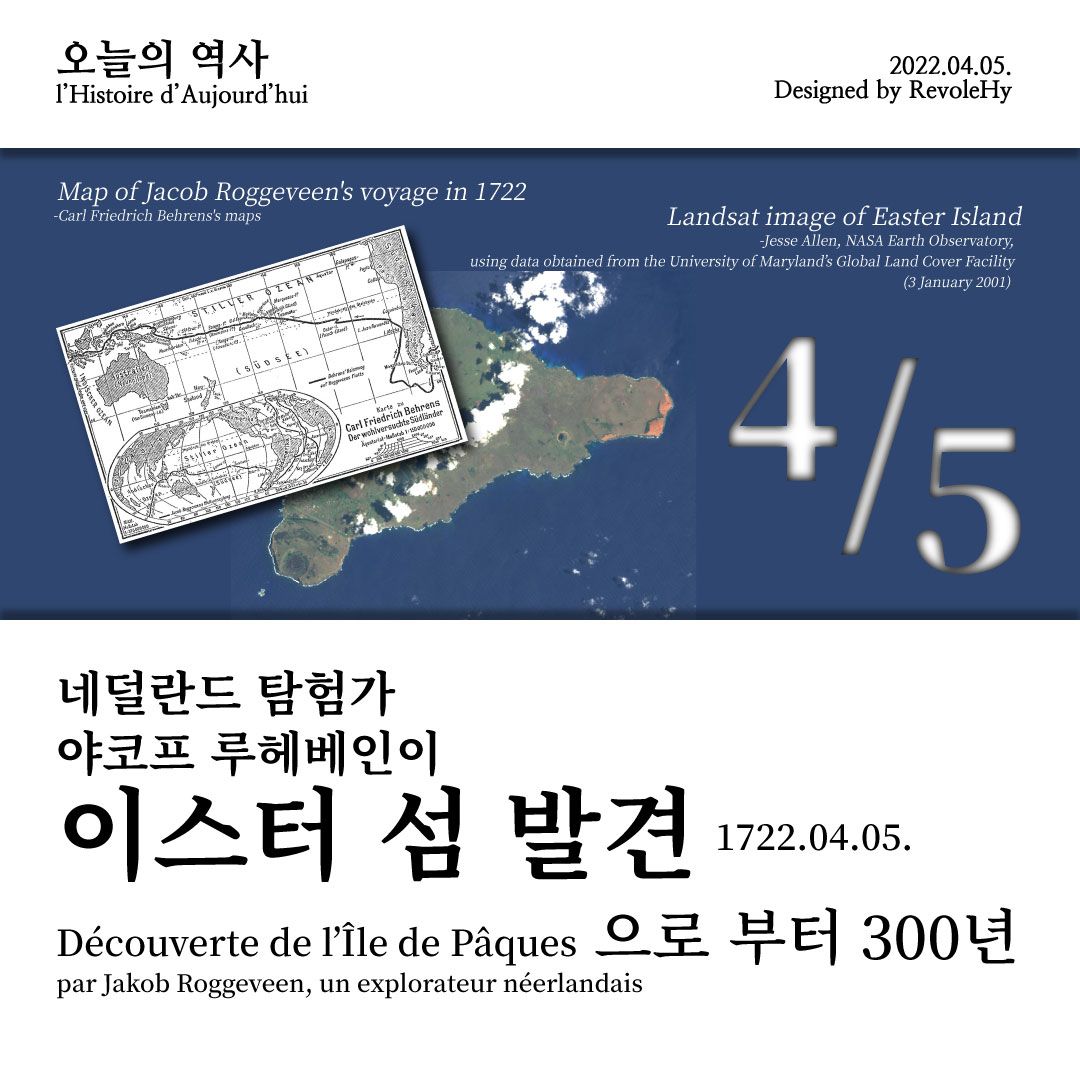 오늘의 역사
l’Histoire d’Aujourd’hui
2022.04.05.
Designed by RevoleHy
Map of Jacob Roggeveen's voyage in 1722
-Carl Friedrich Behrens's maps
Landsat image of Easter Island
-Jesse Allen, NASA Earth Observatory,
using data obtained from the University of Maryland’s Global Land Cover Facility
(3 January 2001)
STILLER OZEAN
(SÜDSEE)
Karte zu
Carl Friedrich Behrens
Der wohlversuchte Südländer
Stiller Ozean
4/5
네덜란드 탐험가
야코프 루헤베인이
이스터 섬 발견 1722.04.05.
Découverte de l’Île de Pâques 으로 부터 300년
par Jakob Roggeveen, un explorateur néerlandais